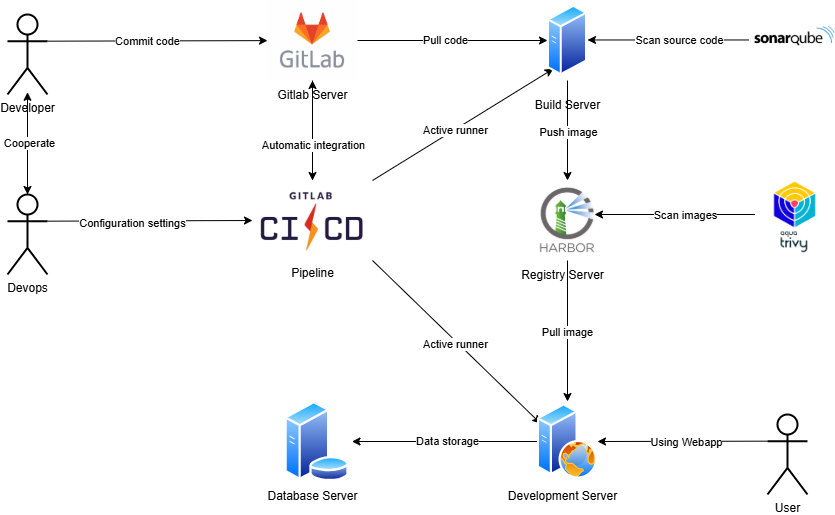 Commit code
GitLab
Pull code
Scan source code
sonarqube
Gitlab Server
Build Server
Developer
Active runner
Push image
Cooperate
Automatic integration
GITLAB
CI CD
Configuration settings
HARBOR
Scan images
aqua
trivy
Pipeline
Registry Server
Devops
Active runner
Pull image
Data storage
Using Webapp
Database Server
Development Server
User